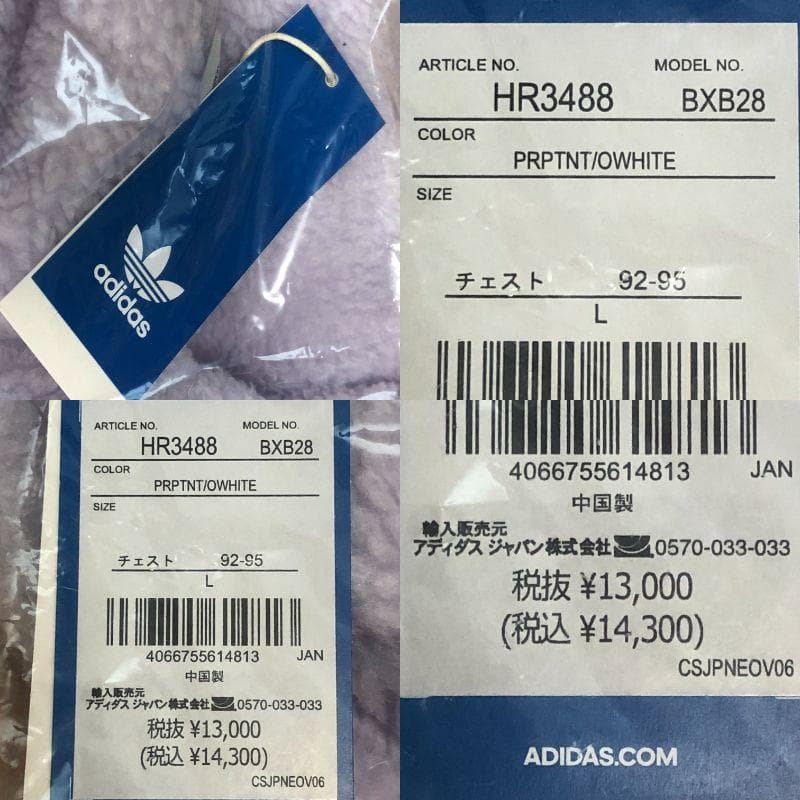 adidas
ARTICLE NO. MODEL NO.
HR3488 BXB28
COLOR
PRPTNT/OWHITE
SIZE
チェスト 92-95
L
ARTICLE NO. MODEL NO.
HR3488 BXB28
COLOR
PRPTNT/OWHITE
SIZE
チェスト 92-95
L
4066755614813 JAN
中国製
輸入販売元
アディダス ジャパン株式会社 0570-033-033
税抜 ¥13,000
(税込 ¥14,300)
CSJPNEOV06
4066755614813 JAN
中国製
輸入販売元
アディダス ジャパン株式会社 0570-033-033
税抜 ¥13,000
(税込 ¥14,300)
CSJPNEOV06
ADIDAS.COM